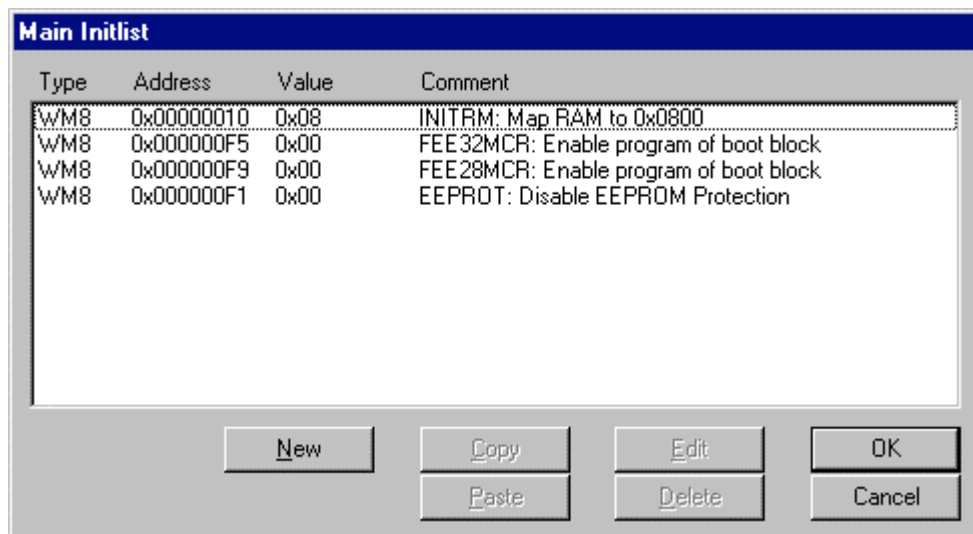 Main Initlist
Type Address Value Comment
WM8 0x00000010 0x08 INITRM: Map RAM to 0x0800
WM8 0x000000F5 0x00 FEE32MCR: Enable program of boot block
WM8 0x000000F9 0x00 FEE28MCR: Enable program of boot block
WM8 0x000000F1 0x00 EEPROT: Disable EEPROM Protection
New Copy Edit OK
Paste Delete Cancel